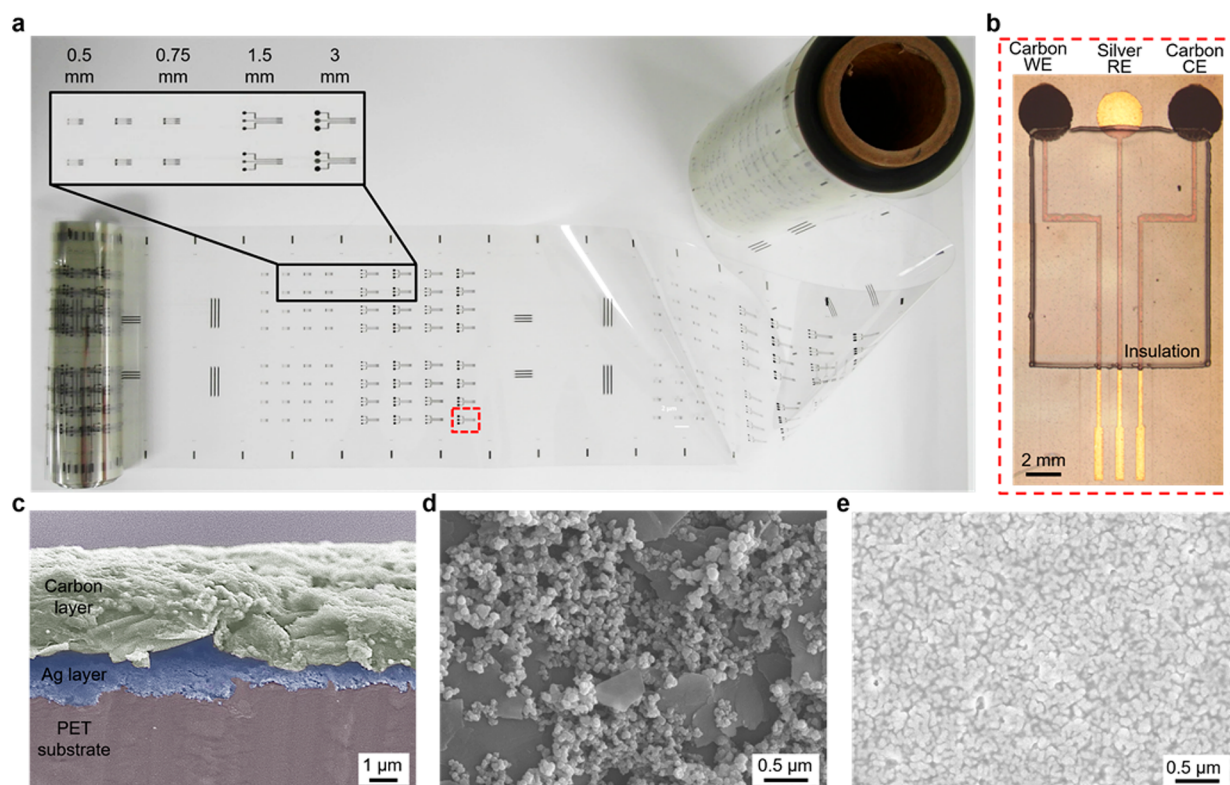 a
0.5 0.75 1.5 3
mm mm mm mm
b
Carbon Silver Carbon
WE RE CE
Insulation
2 mm
c
Carbon
layer
Ag layer
PET
substrate
1 µm
d
0.5 µm
e
0.5 µm